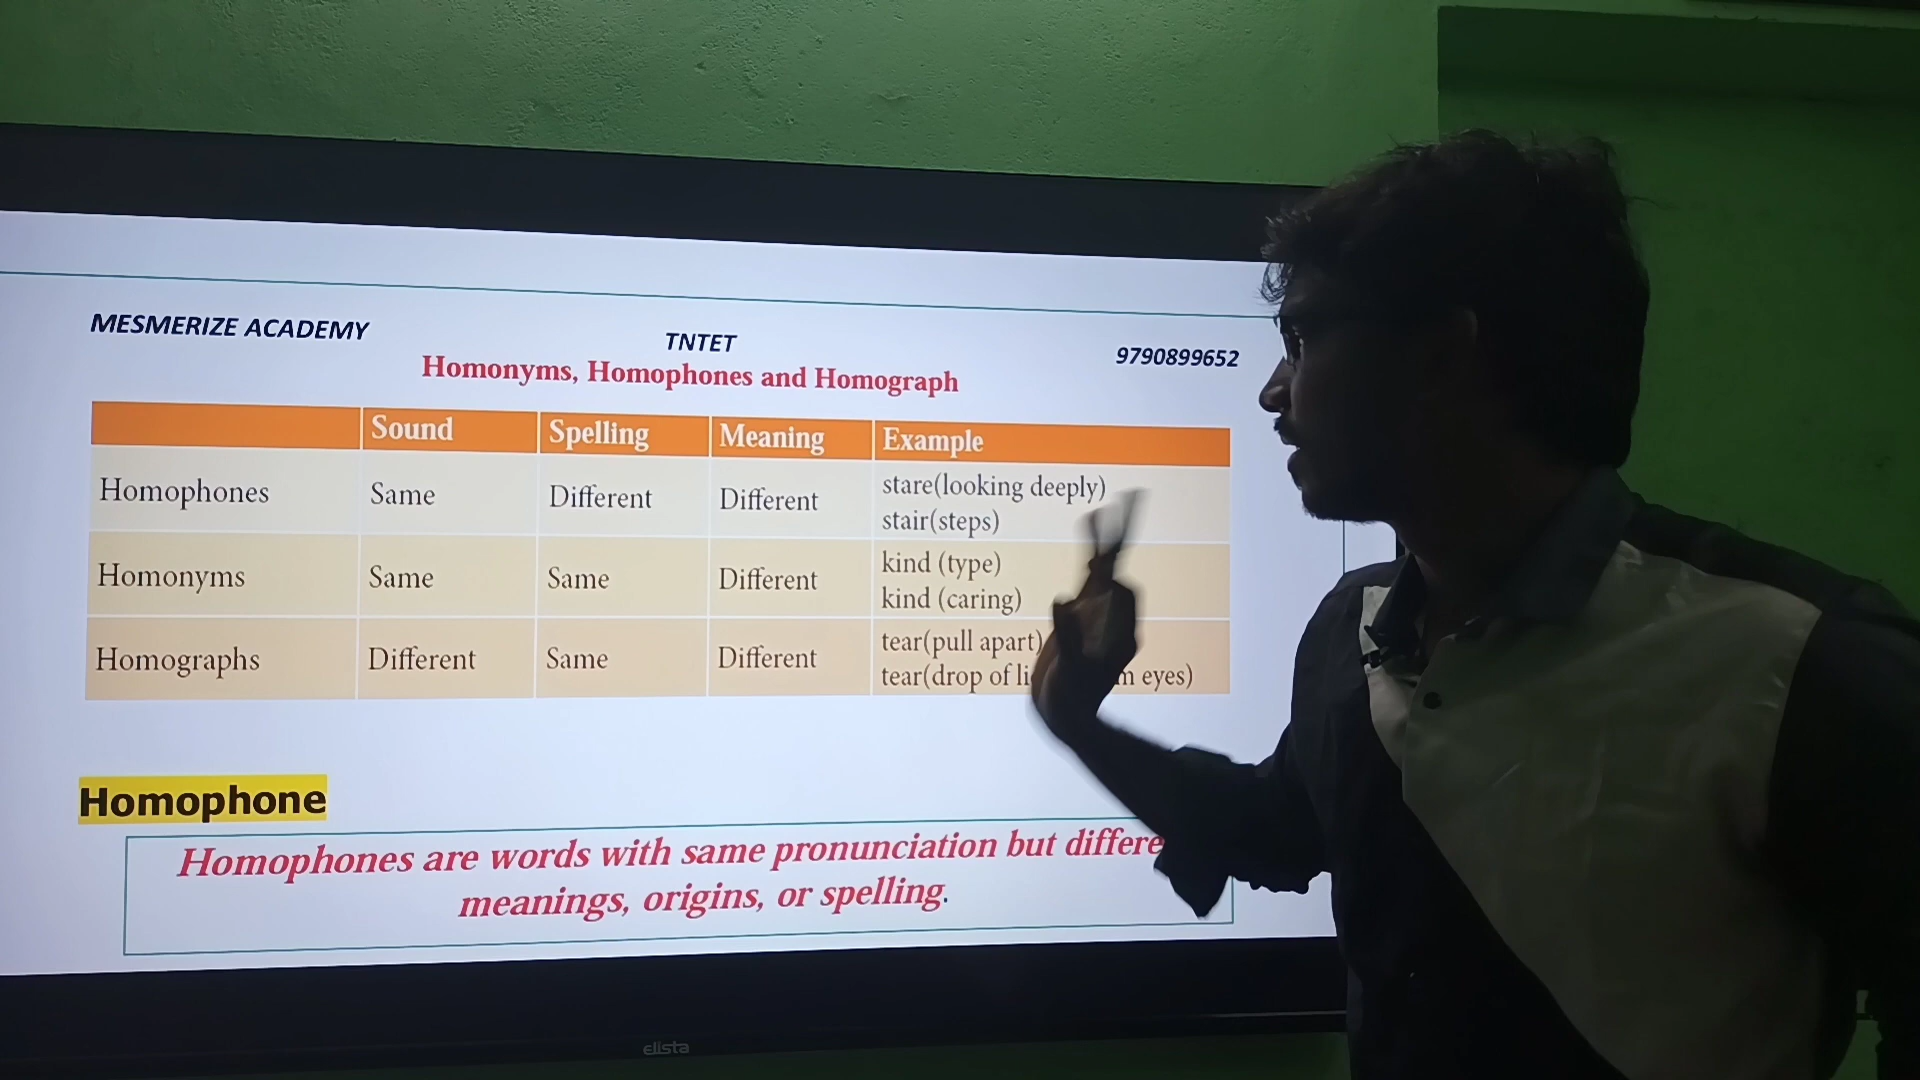 MESMERIZE ACADEMY
TNTET
9790899652
Homonyms, Homophones and Homograph
Sound Spelling Meaning Example
Homophones Same Different Different stare(looking deeply)
stair(steps)
Homonyms Same Same Different kind (type)
kind (caring)
Homographs Different Same Different tear(pull apart)
tear(drop of eyes)
Homophone
Homophones are words with same pronunciation but
meanings, origins, or spelling.
elista